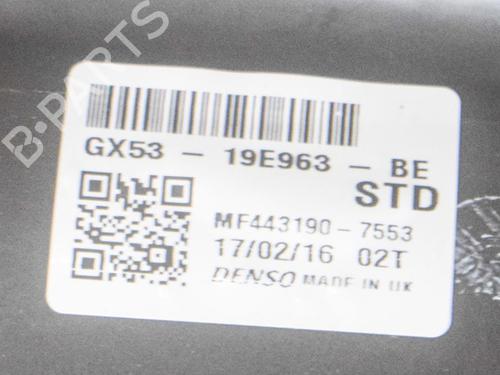 B-PARTS
GX53 - 19E963 - BE
STD
MF443190-7553
17/02/16 02T
DENSO MADE IN UK